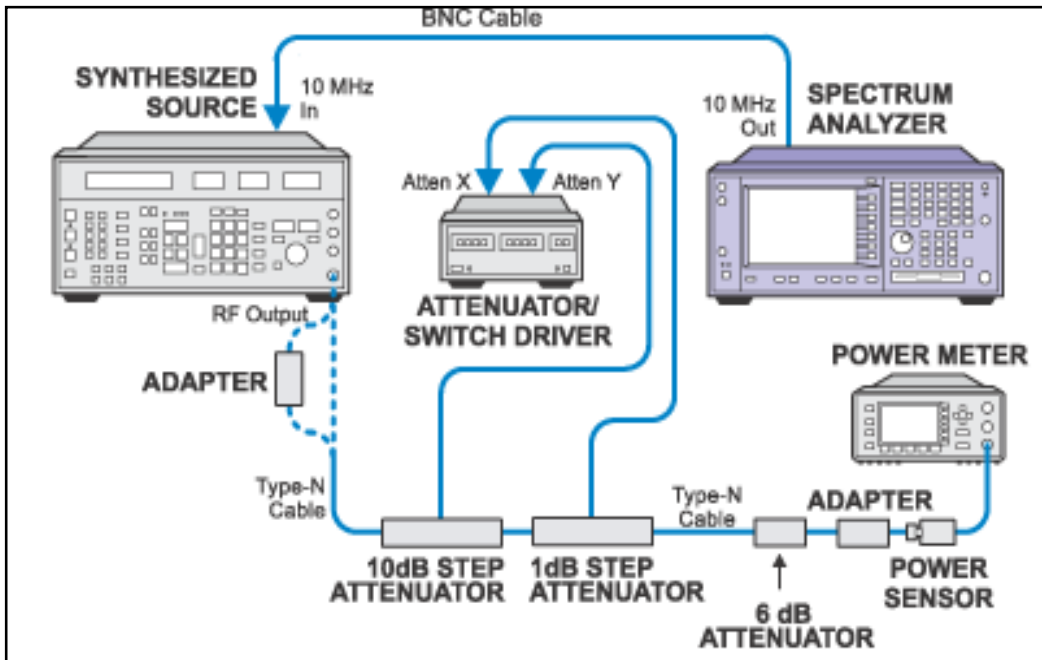 BNC Cable
SYNTHESIZED
SOURCE
10 MHz
In
10 MHz
Out
SPECTRUM
ANALYZER
Atten X
Atten Y
ATTENUATOR/
SWITCH DRIVER
RF Output
ADAPTER
POWER METER
Type-N
Cable
10dB STEP
ATTENUATOR
1dB STEP
ATTENUATOR
Type-N
Cable
6 dB
ATTENUATOR
ADAPTER
POWER
SENSOR